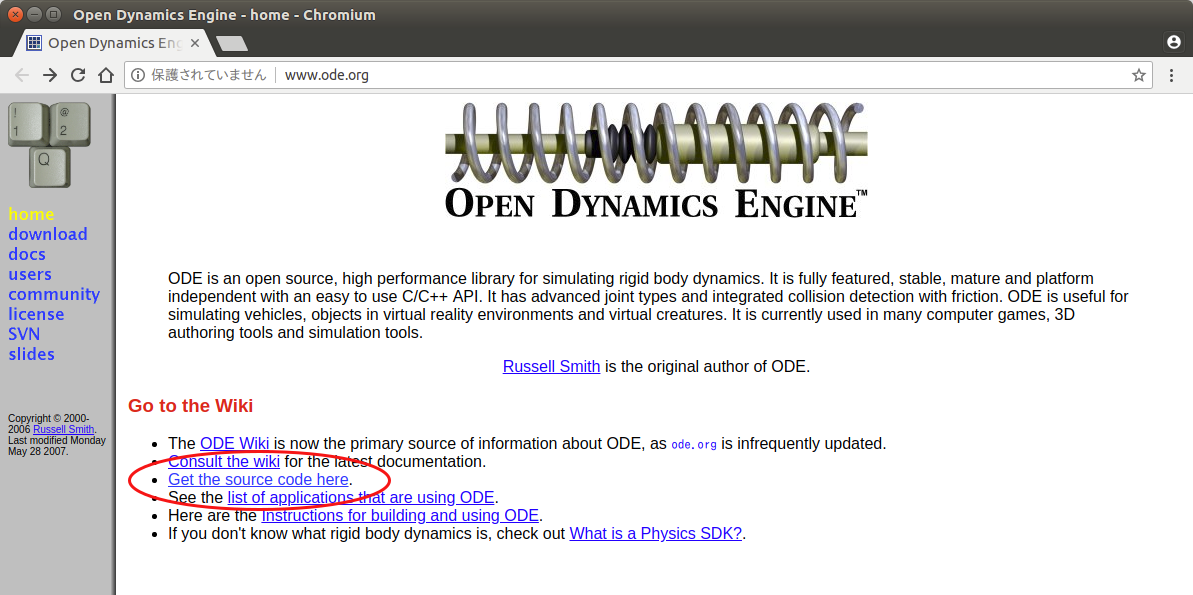 Open Dynamics Engine - home - Chromium
Open Dynamics Eng
保護されていません www.ode.org
! @
1 2
Q
OPEN DYNAMICS ENGINE™
home
download
docs
users
community
license
SVN
slides
Copyright © 2000-
2006 Russell Smith.
Last modified Monday
May 28 2007.
ODE is an open source, high performance library for simulating rigid body dynamics. It is fully featured, stable, mature and platform
independent with an easy to use C/C++ API. It has advanced joint types and integrated collision detection with friction. ODE is useful for
simulating vehicles, objects in virtual reality environments and virtual creatures. It is currently used in many computer games, 3D
authoring tools and simulation tools.
Russell Smith is the original author of ODE.
Go to the Wiki
The ODE Wiki is now the primary source of information about ODE, as ode.org is infrequently updated.
Consult the wiki for the latest documentation.
Get the source code here.
See the list of applications that are using ODE.
Here are the Instructions for building and using ODE.
If you don't know what rigid body dynamics is, check out What is a Physics SDK?.